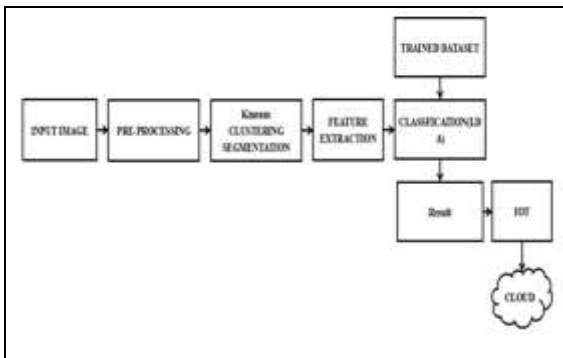 TRAINED DATASET
INPUT IMAGE
PRE-PROCESSING
Kmeans
CLUSTERING
SEGMENTATION
FEATURE
EXTRACTION
CLASSIFICATION(LD
A)
Result
IOT
CLOUD